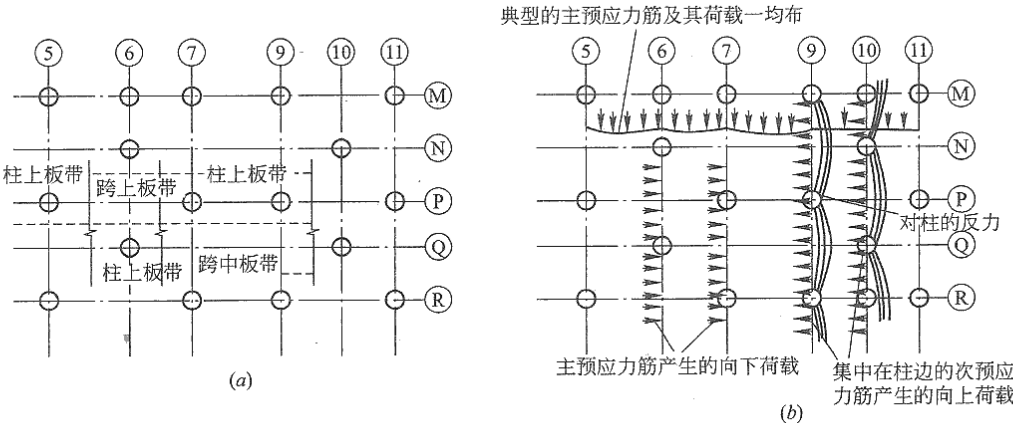 典型的主预应力筋及其荷载一均布
5 6 7 9 10 11
5 6 7 9 10 11
M
M
N
N
柱上板带 跨上板带 柱上板带
P
P
对柱的反力
Q
Q
柱上板带 跨中板带
R
R
主预应力筋产生的向下荷载
集中在柱边的次预应
力筋产生的向上荷载
(a)
(b)